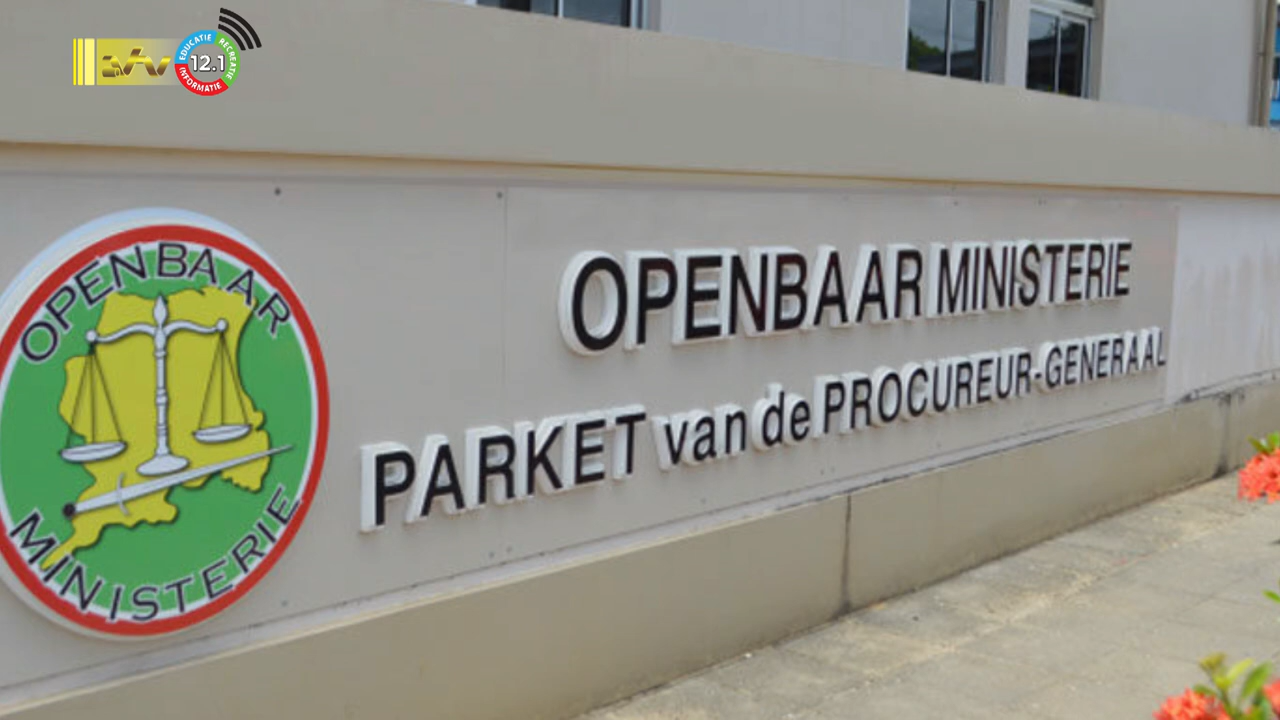 EDUCATIE
RECREATIE
12.1
INFORMATIE
OPENBAAR
MINISTERIE
OPENBAAR MINISTERIE
PARKET van de PROCUREUR-GENERAAL